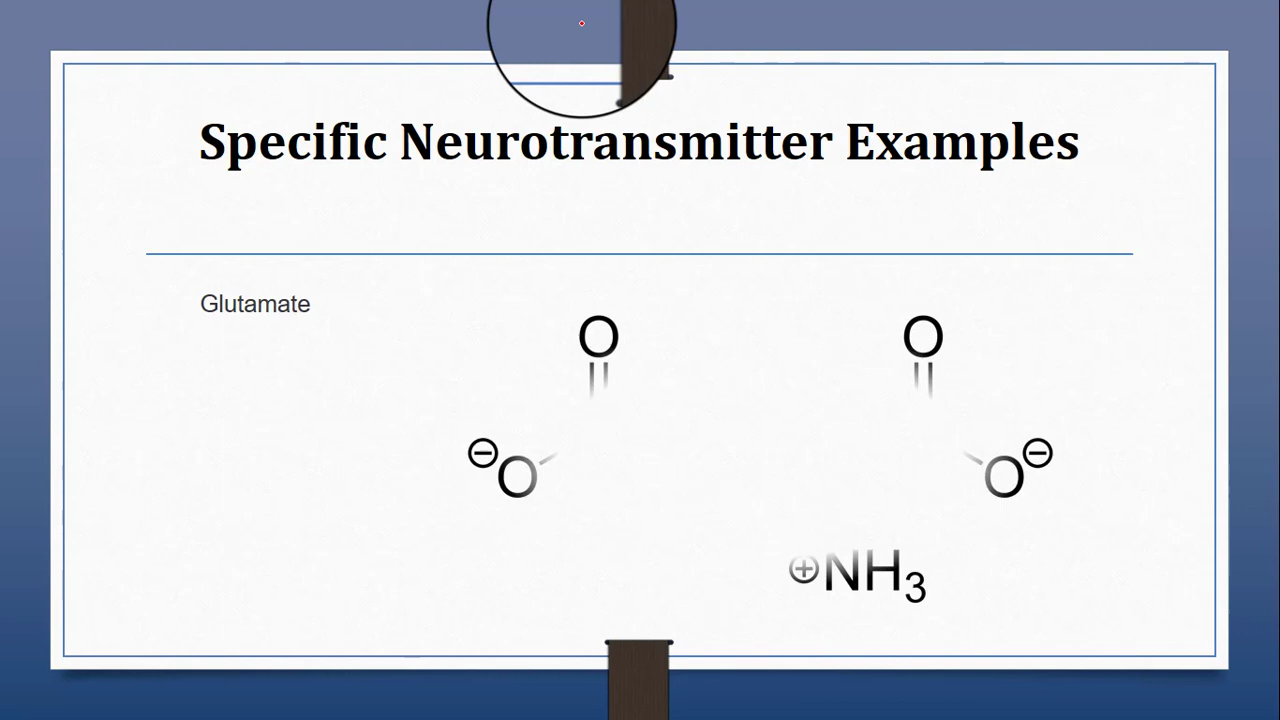 Specific Neurotransmitter Examples
Glutamate
O O
⊖O O⊖
⊕NH3